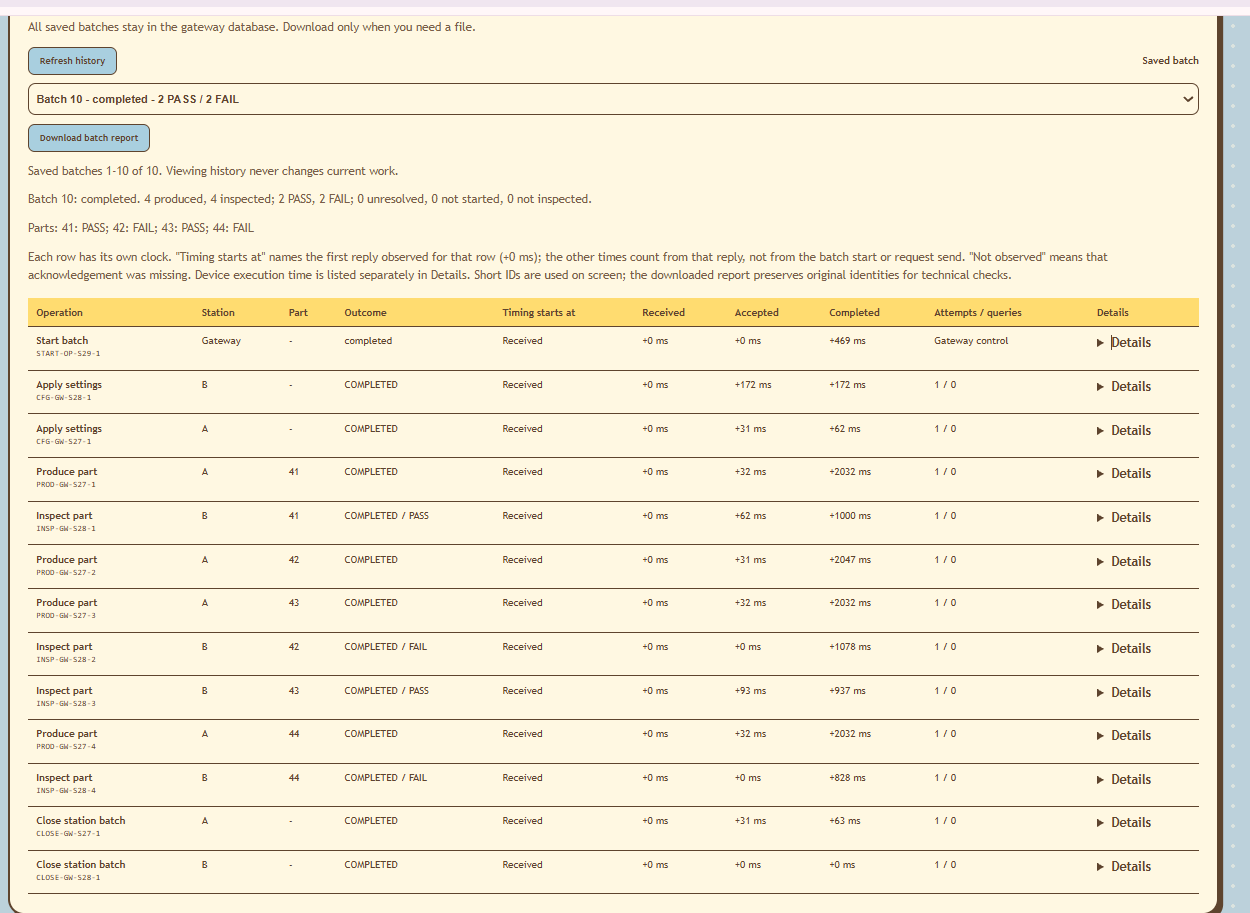 All saved batches stay in the gateway database. Download only when you need a file.
Refresh history
Saved batch
Batch 10 - completed - 2 PASS / 2 FAIL
Download batch report
Saved batches 1-10 of 10. Viewing history never changes current work.
Batch 10: completed. 4 produced, 4 inspected; 2 PASS, 2 FAIL; 0 unresolved, 0 not started, 0 not inspected.
Parts: 41: PASS; 42: FAIL; 43: PASS; 44: FAIL
Each row has its own clock. "Timing starts at" names the first reply observed for that row (+0 ms); the other times count from that reply, not from the batch start or request send. "Not observed" means that
acknowledgement was missing. Device execution time is listed separately in Details. Short IDs are used on screen; the downloaded report preserves original identities for technical checks.
Operation Station Part Outcome Timing starts at Received Accepted Completed Attempts / queries Details
Start batch Gateway - completed Received +0 ms +0 ms +469 ms Gateway control Details
START-OP-S29-1
Apply settings B - COMPLETED Received +0 ms +172 ms +172 ms 1 / 0 Details
CFG-GW-S28-1
Apply settings A - COMPLETED Received +0 ms +31 ms +62 ms 1 / 0 Details
CFG-GW-S27-1
Produce part A 41 COMPLETED Received +0 ms +32 ms +2032 ms 1 / 0 Details
PROD-GW-S27-1
Inspect part B 41 COMPLETED / PASS Received +0 ms +62 ms +1000 ms 1 / 0 Details
INSP-GW-S28-1
Produce part A 42 COMPLETED Received +0 ms +31 ms +2047 ms 1 / 0 Details
PROD-GW-S27-2
Produce part A 43 COMPLETED Received +0 ms +32 ms +2032 ms 1 / 0 Details
PROD-GW-S27-3
Inspect part B 42 COMPLETED / FAIL Received +0 ms +0 ms +1078 ms 1 / 0 Details
INSP-GW-S28-2
Inspect part B 43 COMPLETED / PASS Received +0 ms +93 ms +937 ms 1 / 0 Details
INSP-GW-S28-3
Produce part A 44 COMPLETED Received +0 ms +32 ms +2032 ms 1 / 0 Details
PROD-GW-S27-4
Inspect part B 44 COMPLETED / FAIL Received +0 ms +0 ms +828 ms 1 / 0 Details
INSP-GW-S28-4
Close station batch A - COMPLETED Received +0 ms +31 ms +63 ms 1 / 0 Details
CLOSE-GW-S27-1
Close station batch B - COMPLETED Received +0 ms +0 ms +0 ms 1 / 0 Details
CLOSE-GW-S28-1